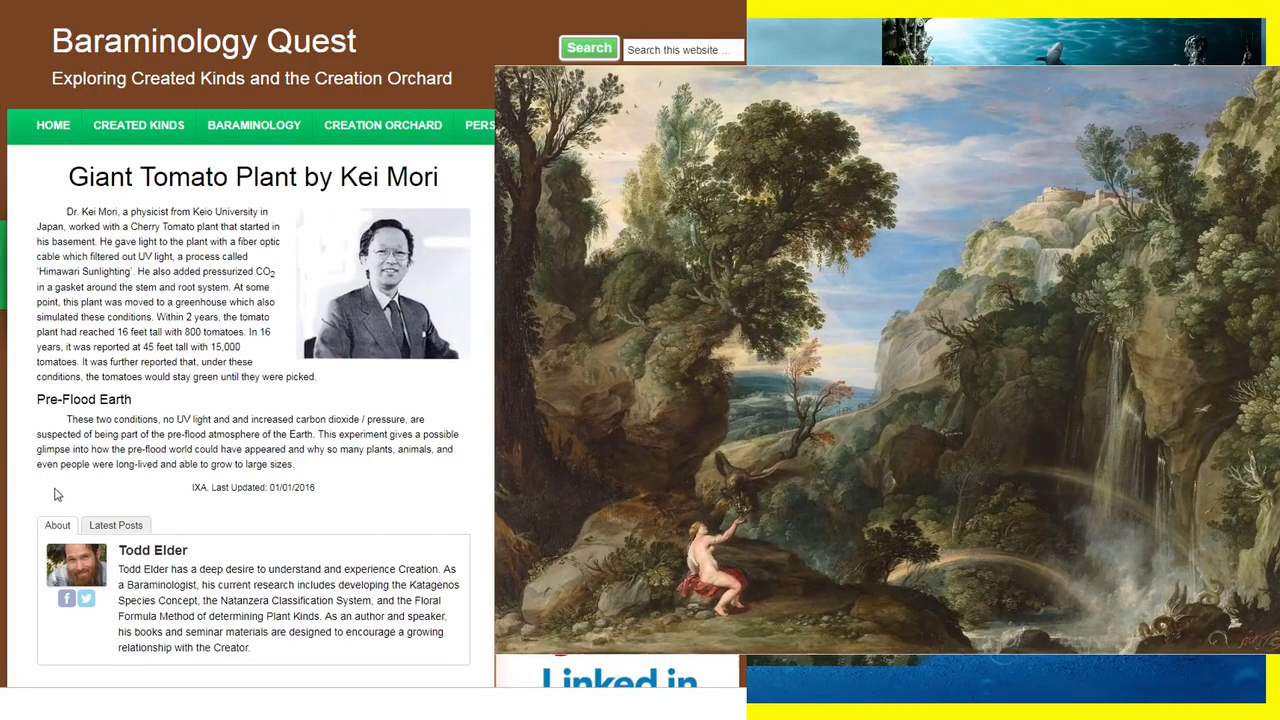 Baraminology Quest
Exploring Created Kinds and the Creation Orchard
Search
Search this website ...
HOME
CREATED KINDS
BARAMINOLOGY
CREATION ORCHARD
PERS
Giant Tomato Plant by Kei Mori
Dr. Kei Mori, a physicist from Keio University in
Japan, worked with a Cherry Tomato plant that started in
his basement. He gave light to the plant with a fiber optic
cable which filtered out UV light, a process called
‘Himawari Sunlighting’. He also added pressurized CO2
in a gasket around the stem and root system. At some
point, this plant was moved to a greenhouse which also
simulated these conditions. Within 2 years, the tomato
plant had reached 16 feet tall with 800 tomatoes. In 16
years, it was reported at 45 feet tall with 15,000
tomatoes. It was further reported that, under these
conditions, the tomatoes would stay green until they were picked.
Pre-Flood Earth
These two conditions, no UV light and and increased carbon dioxide / pressure, are
suspected of being part of the pre-flood atmosphere of the Earth. This experiment gives a possible
glimpse into how the pre-flood world could have appeared and why so many plants, animals, and
even people were long-lived and able to grow to large sizes.
IXA. Last Updated: 01/01/2016
About
Latest Posts
Todd Elder
Todd Elder has a deep desire to understand and experience Creation. As
a Baraminologist, his current research includes developing the Katagenos
Species Concept, the Natanzera Classification System, and the Floral
Formula Method of determining Plant Kinds. As an author and speaker,
his books and seminar materials are designed to encourage a growing
relationship with the Creator.
Linked in